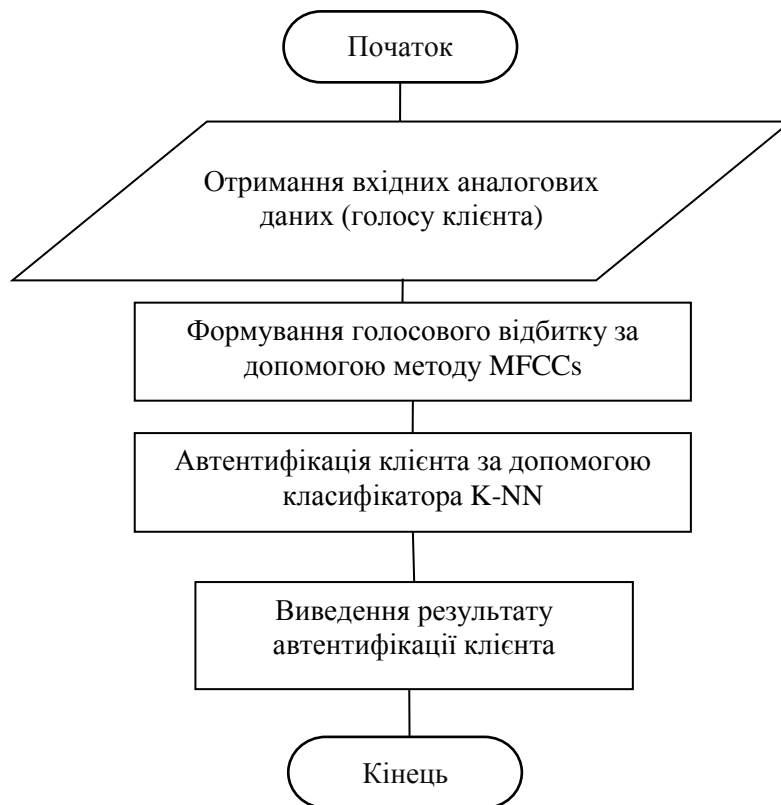 Початок
Отримання вхідних аналогових
даних (голосу клієнта)
Формування голосового відбитку за
допомогою методу MFCCs
Автентифікація клієнта за допомогою
класифікатора K-NN
Виведення результату
автентифікації клієнта
Кінець